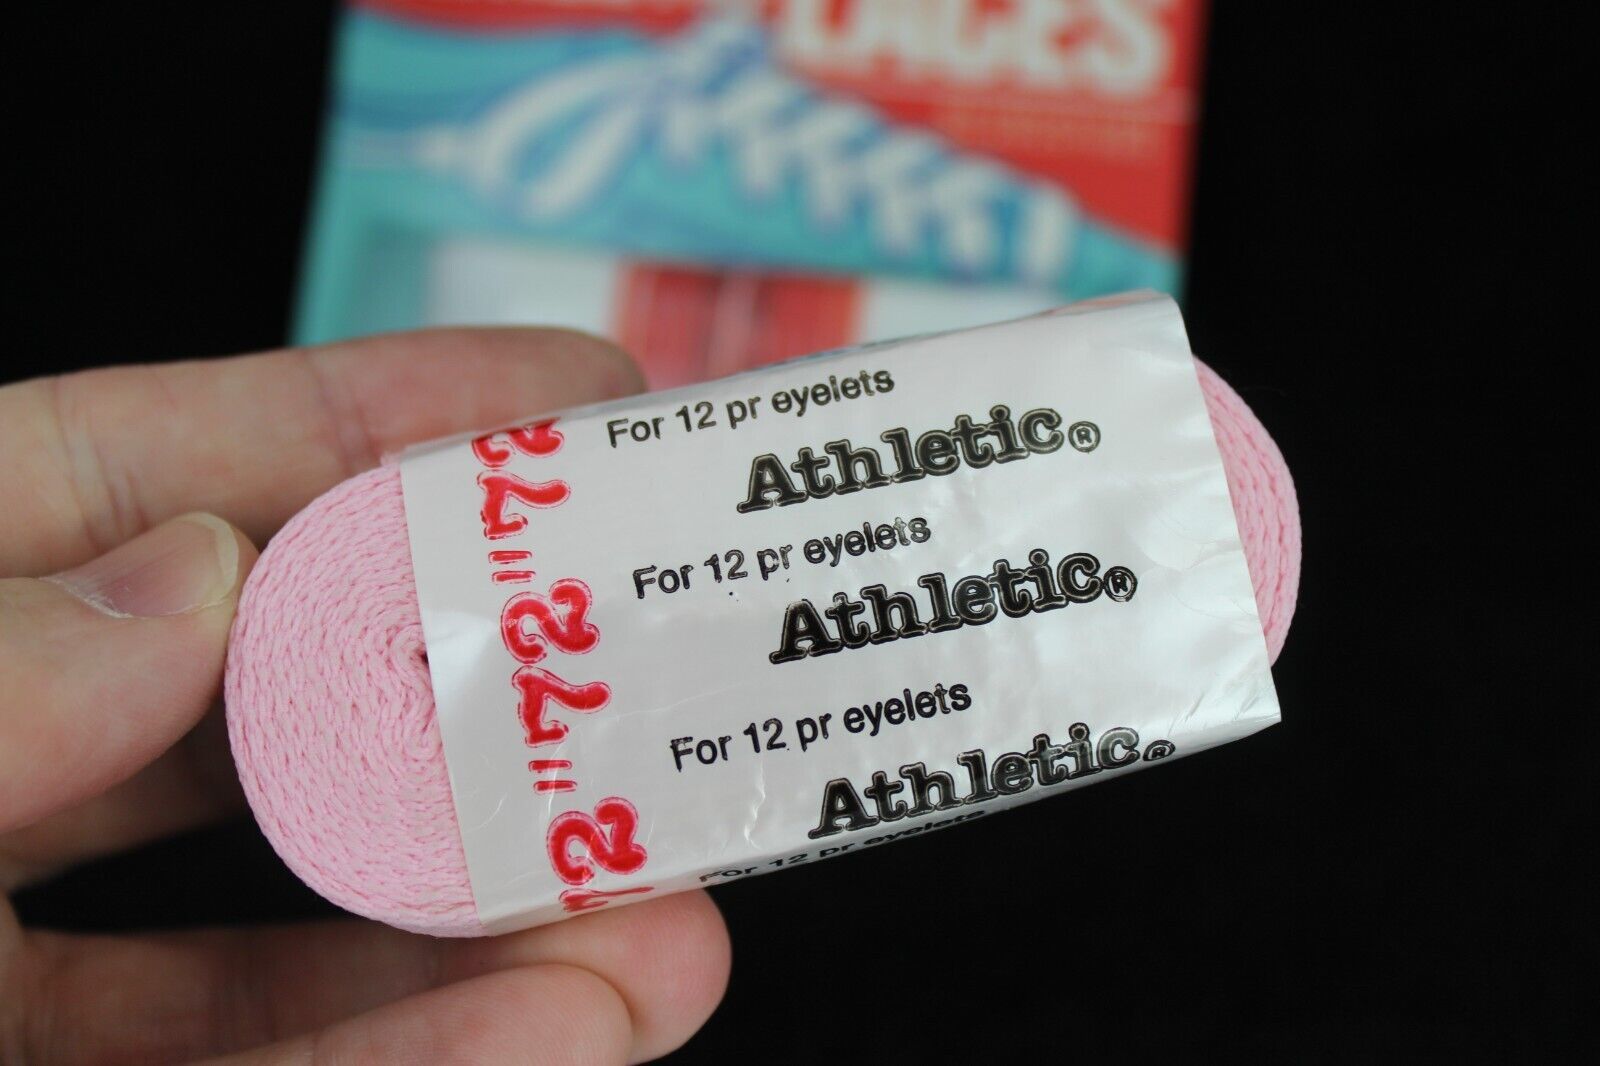 LACES
For 12 pr eyelets
Athletic®
For 12 pr eyelets
Athletic®
For 12 pr eyelets
Athletic®
For 12 pr eyelets
72" 72" 72